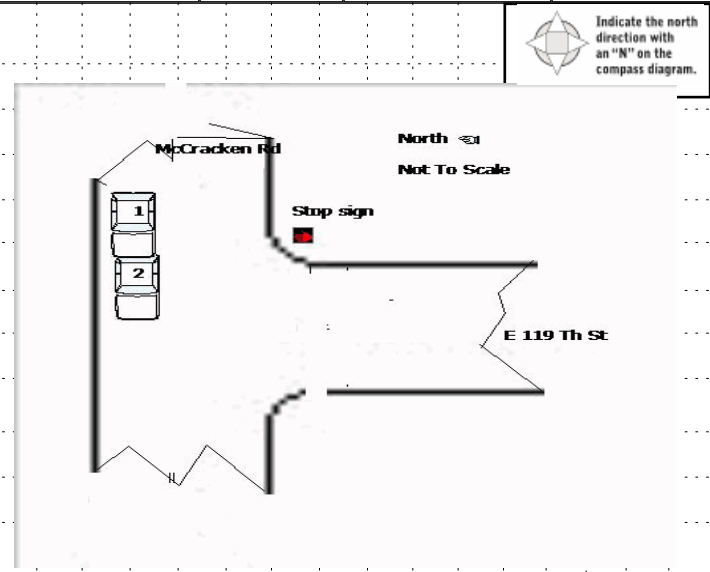 Indicate the north
direction with
an “N” on the
compass diagram.
North
McCracken Rd
Not To Scale
Stop sign
1
2
E 119 Th St